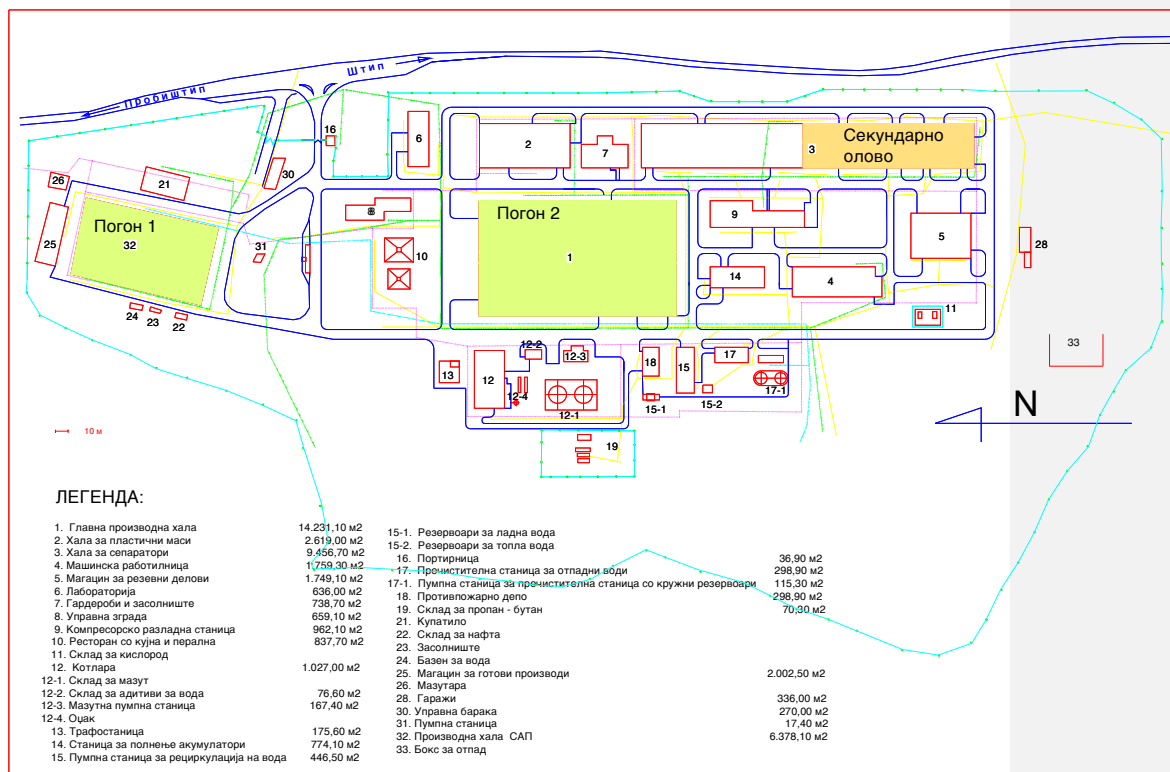 Штип
Пробиштип
16
6
2
7
3
Секундарно
олово
30
21
26
Погон 1
32
25
31
8
10
Погон 2
1
9
5
28
14
4
11
33
24
23
22
12-2
12-3
13
12
12-4
12-1
18
15
17
17-1
15-1
15-2
19
N
10 м
ЛЕГЕНДА:
1. Главна производна хала 14.231,10 м2
2. Хала за пластични маси 2.619,00 м2
3. Хала за сепаратори 9.456,70 м2
4. Машинска работилница 1.759,30 м2
5. Магацин за резевни делови 1.749,10 м2
6. Лабораторија 636,00 м2
7. Гардероби и засолниште 738,70 м2
8. Управна зграда 659,10 м2
9. Компресорско разладна станица 962,10 м2
10. Ресторан со кујна и перална 837,70 м2
11. Склад за кислород
12. Котлара 1.027,00 м2
12-1. Склад за мазут
12-2. Склад за адитиви за вода 76,60 м2
12-3. Мазутна пумпна станица 167,40 м2
12-4. Оџак
13. Трафостаница 175,60 м2
14. Станица за полнење акумулатори 774,10 м2
15. Пумпна станица за рециркулација на вода 446,50 м2
15-1. Резервоари за ладна вода
15-2. Резервоари за топла вода
16. Портирница 36,90 м2
17. Пречистителна станица за отпадни води 298,90 м2
17-1. Пумпна станица за пречистителна станица со кружни резервоари 115,30 м2
18. Противпожарно депо 298,90 м2
19. Склад за пропан - бутан 70,30 м2
21. Купатило
22. Склад за нафта
23. Засолниште
24. Базен за вода
25. Магацин за готови производи 2.002,50 м2
26. Мазутара
28. Гаражи 336,00 м2
30. Управна барака 270,00 м2
31. Пумпна станица 17,40 м2
32. Производна хала САП 6.378,10 м2
33. Бокс за отпад